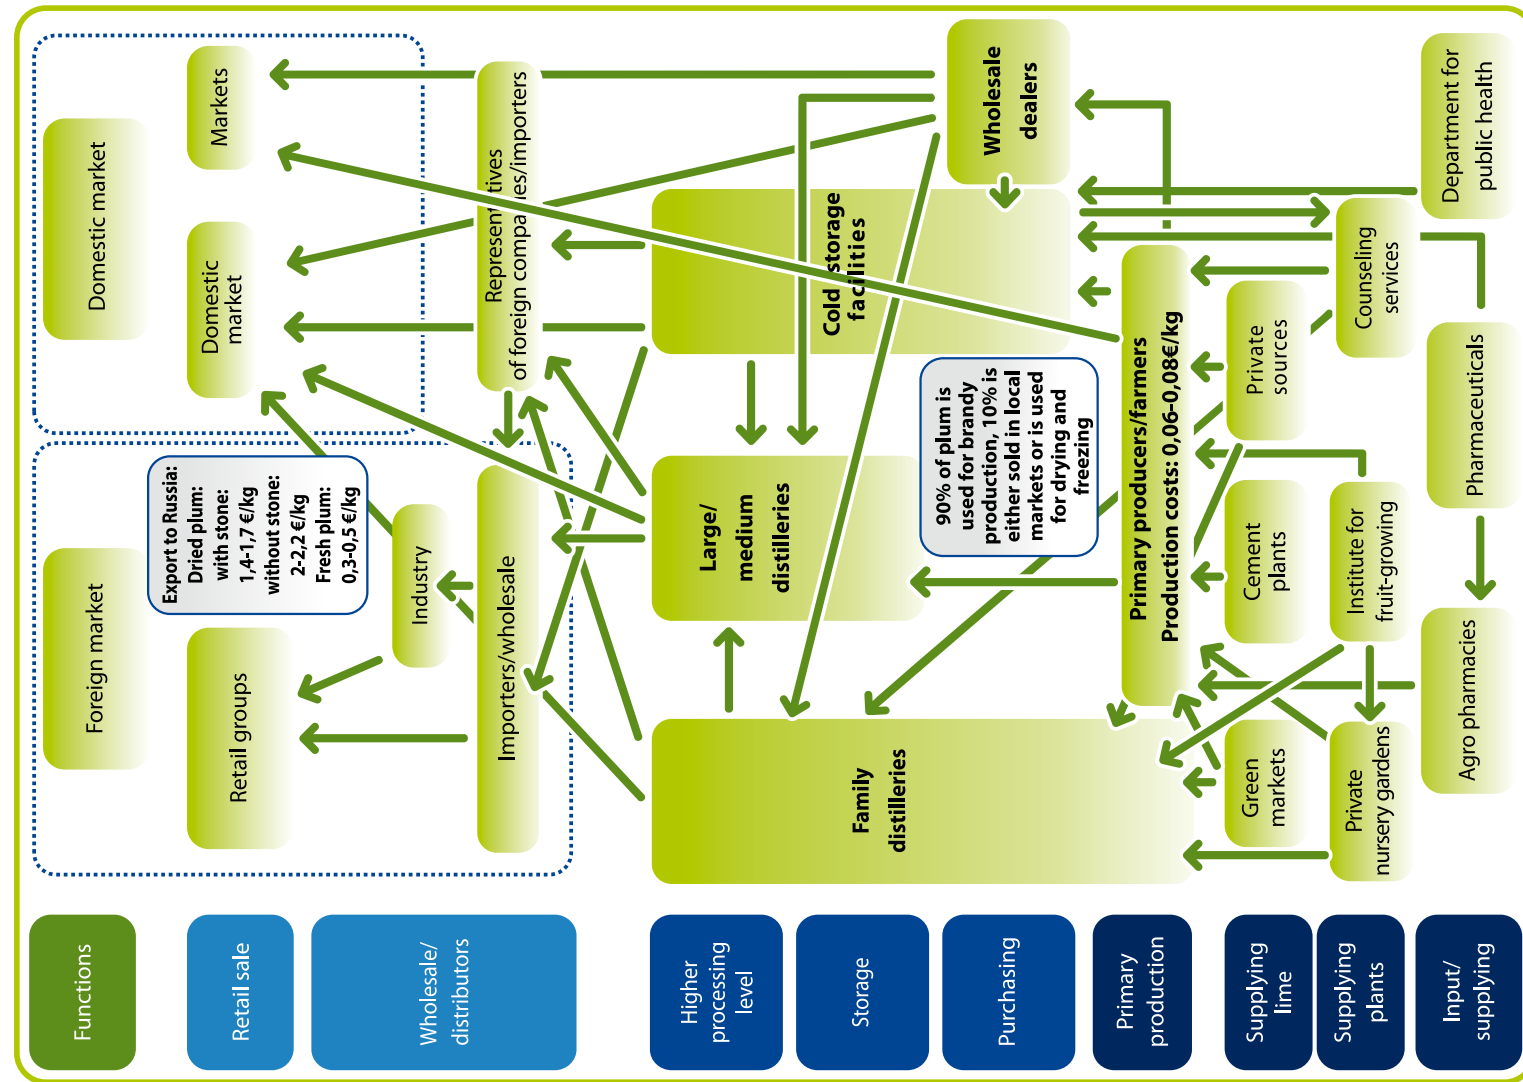 Functions
Retail sale
Wholesale/
distributors
Higher
processing
level
Storage
Purchasing
Primary
production
Supplying
lime
Supplying
plants
Input/
supplying
Foreign market
Domestic market
Retail groups
Domestic
market
Markets
Export to Russia:
Dried plum:
with stone:
1,4-1,7 €/kg
without stone:
2-2,2 €/kg
Fresh plum:
0,3-0,5 €/kg
Industry
Importers/wholesale
Representatives
of foreign companies/importers
Family
distilleries
Large/
medium
distilleries
Cold storage
facilities
Wholesale
dealers
90% of plum is
used for brandy
production, 10% is
either sold in local
markets or is used
for drying and
freezing
Primary producers/farmers
Production costs: 0,06-0,08€/kg
Green
markets
Cement
plants
Private
sources
Private
nursery gardens
Institute for
fruit-growing
Counseling
services
Agro pharmacies
Pharmaceuticals
Department for
public health